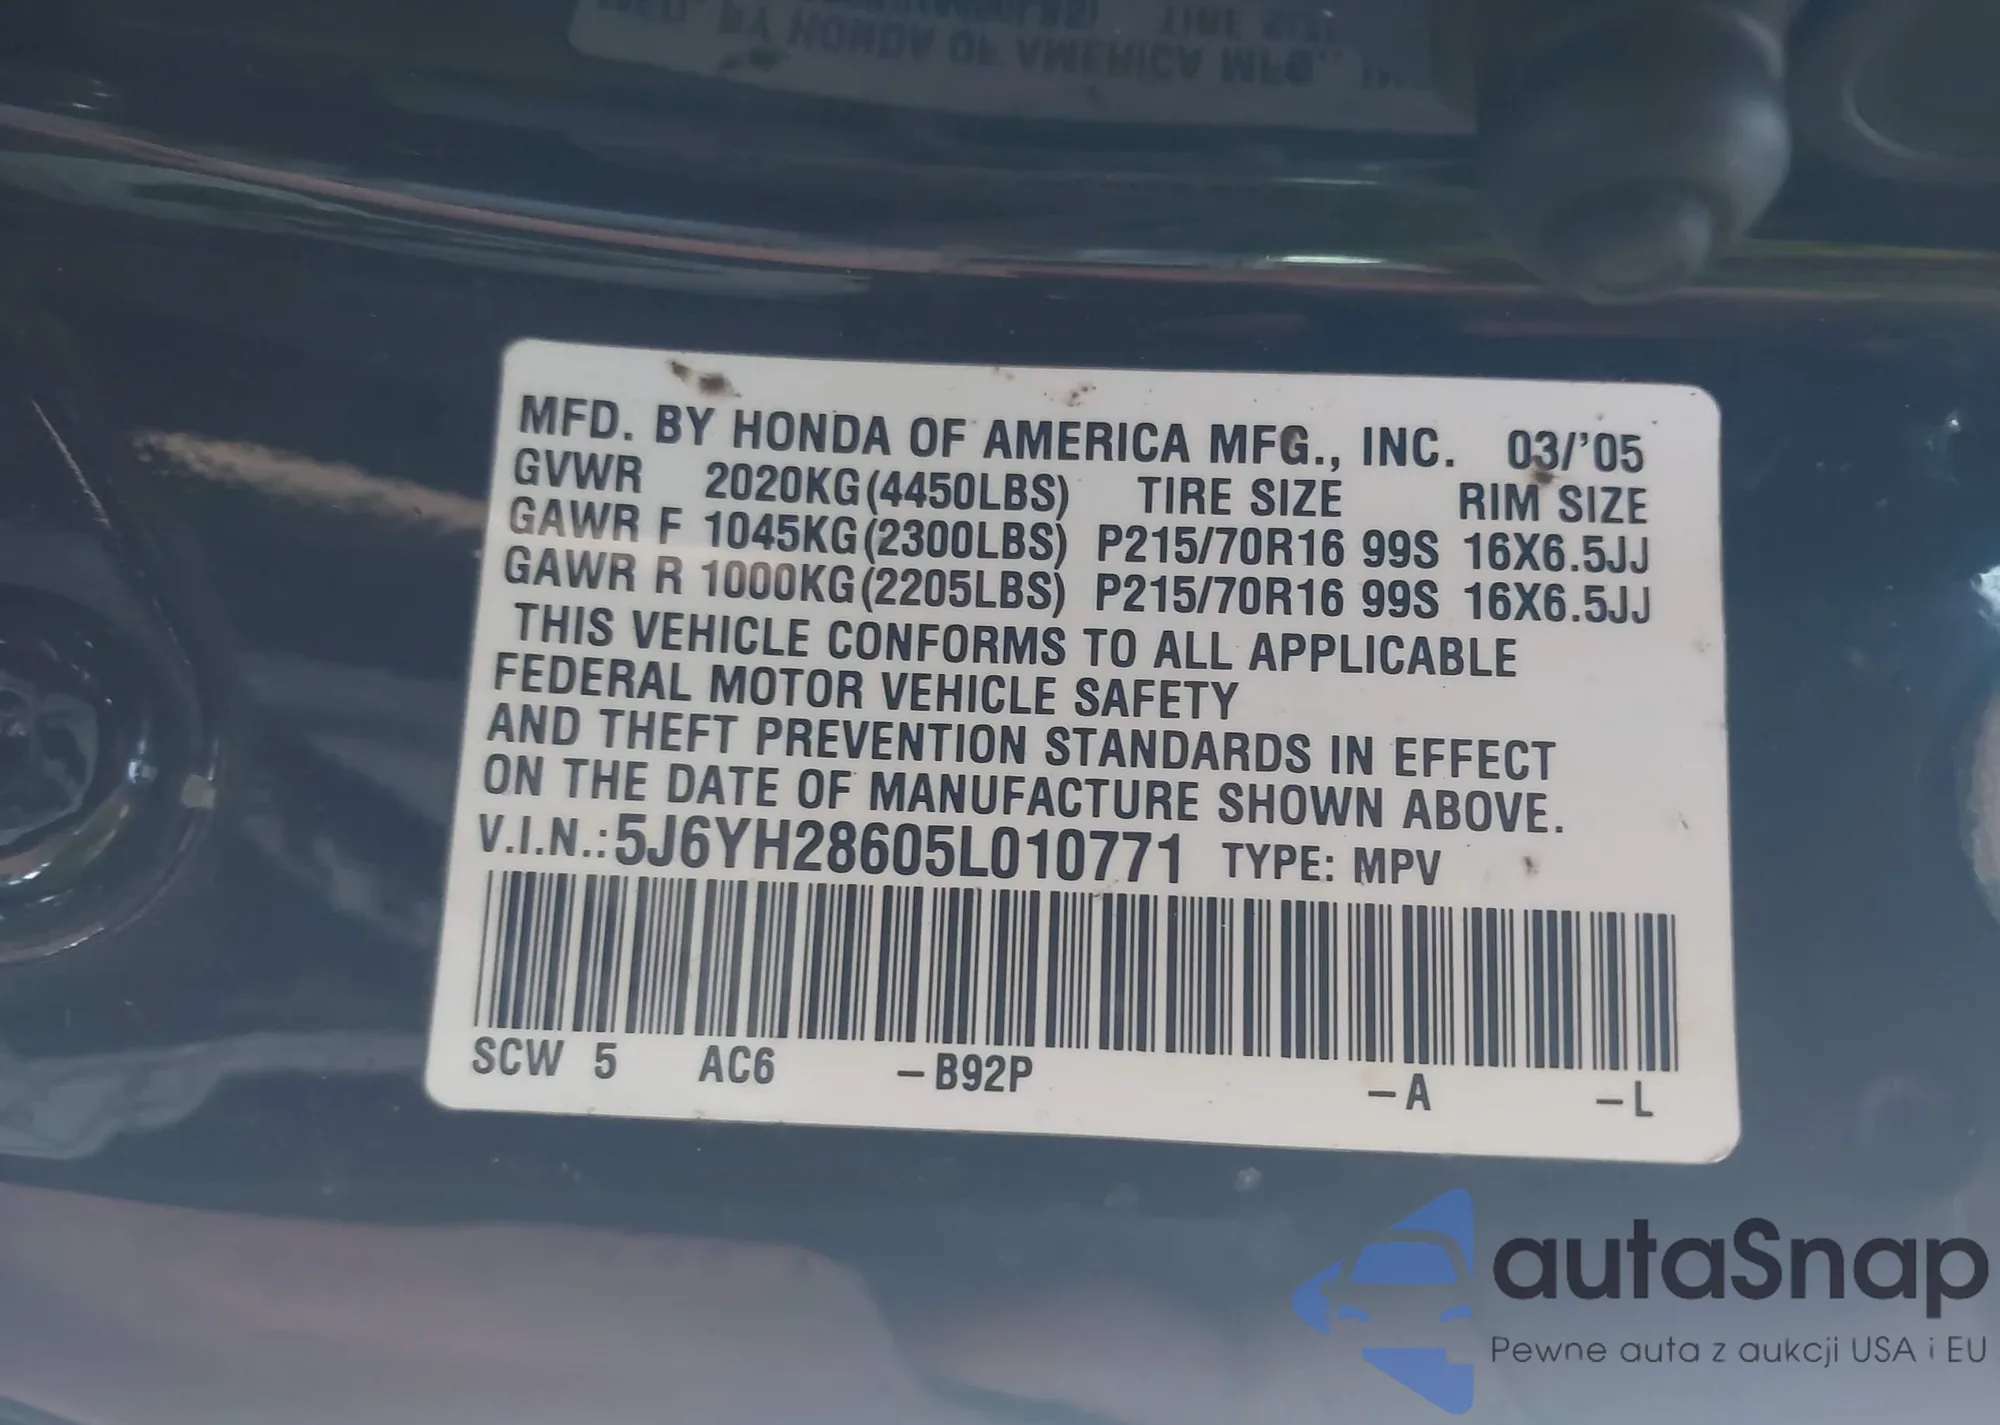 MFD. BY HONDA OF AMERICA MFG., INC. 03/'05
GVWR 2020KG(4450LBS) TIRE SIZE RIM SIZE
GAWR F 1045KG(2300LBS) P215/70R16 99S 16X6.5JJ
GAWR R 1000KG(2205LBS) P215/70R16 99S 16X6.5JJ
THIS VEHICLE CONFORMS TO ALL APPLICABLE
FEDERAL MOTOR VEHICLE SAFETY
AND THEFT PREVENTION STANDARDS IN EFFECT
ON THE DATE OF MANUFACTURE SHOWN ABOVE.
V.I.N.:5J6YH28605L010771 TYPE: MPV
SCW 5 AC6 –B92P –A –L
autaSnap
Pewne auta z aukcji USA i EU